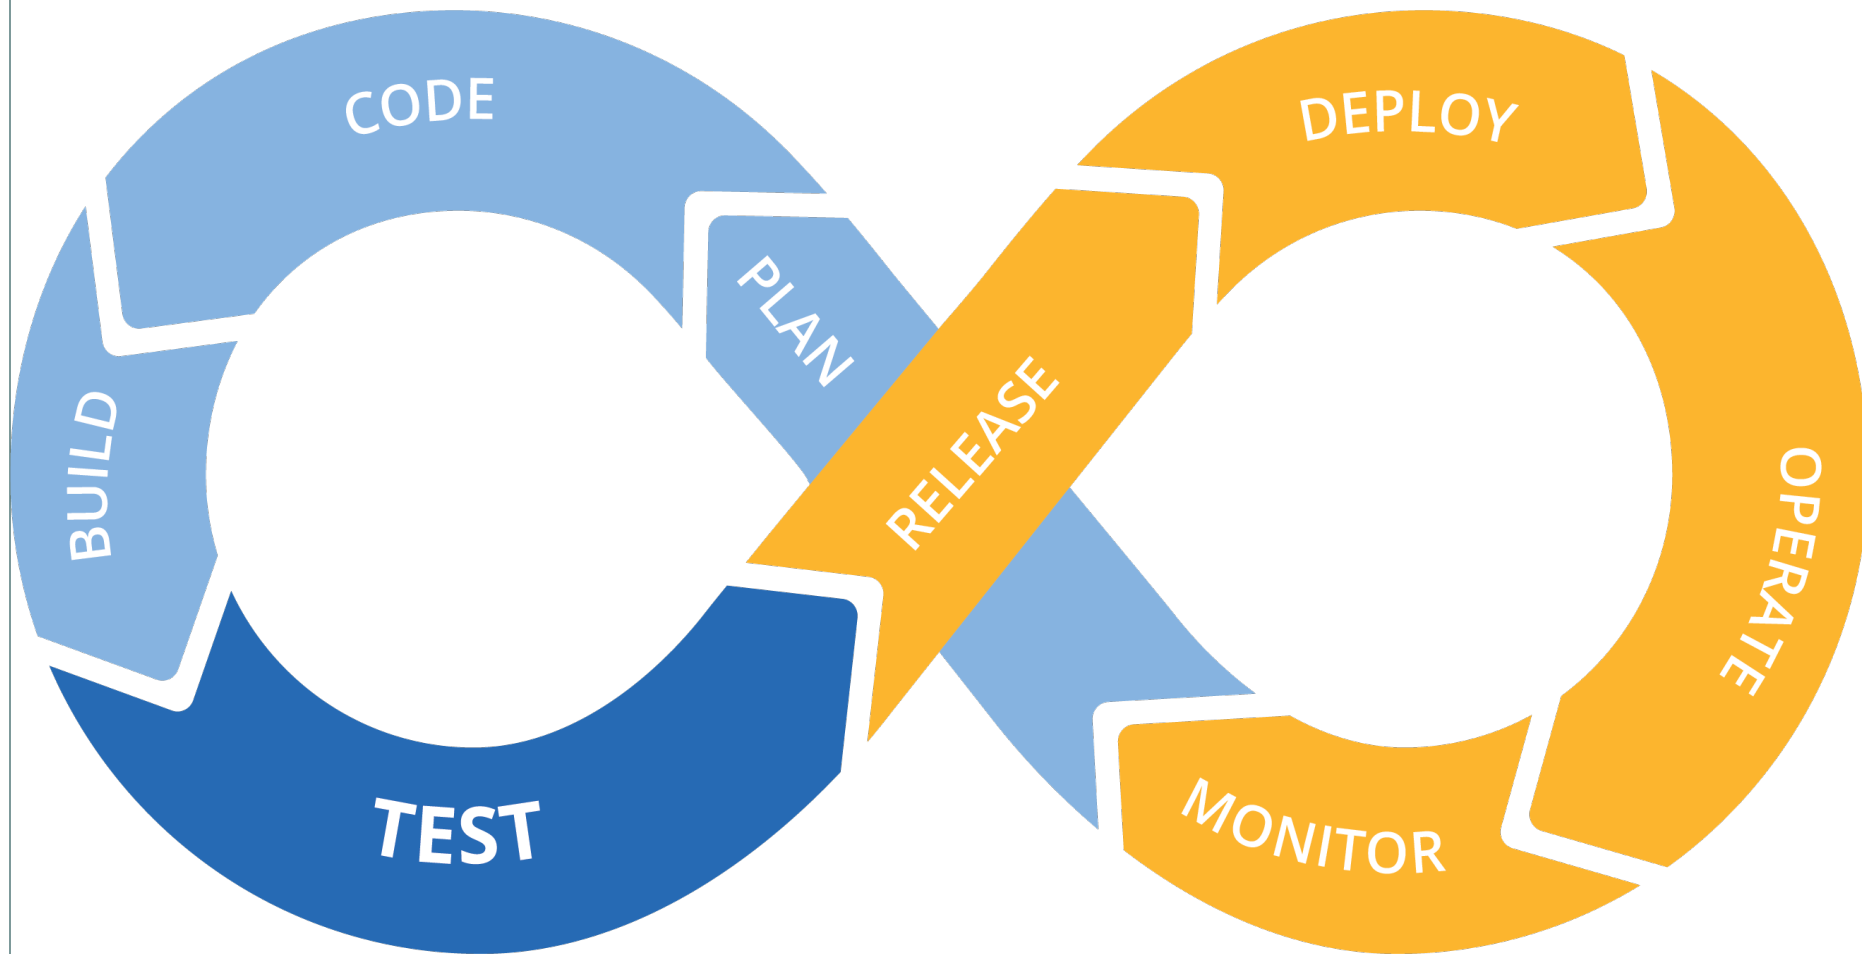 PLAN
CODE
BUILD
TEST
RELEASE
DEPLOY
OPERATE
MONITOR